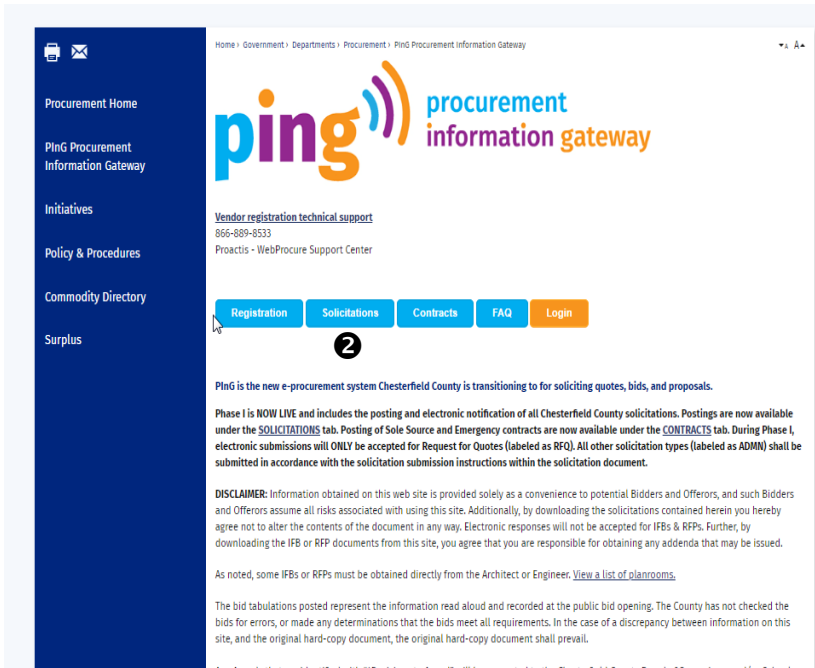 Home › Government › Departments › Procurement › PInG Procurement Information Gateway
▾A A▴
Procurement Home
PInG Procurement
Information Gateway
Initiatives
Policy & Procedures
Commodity Directory
Surplus
ping
procurement
information gateway
Vendor registration technical support
866-889-8533
Proactis - WebProcure Support Center
Registration Solicitations Contracts FAQ Login
2
PInG is the new e-procurement system Chesterfield County is transitioning to for soliciting quotes, bids, and proposals.
Phase I is NOW LIVE and includes the posting and electronic notification of all Chesterfield County solicitations. Postings are now available
under the SOLICITATIONS tab. Posting of Sole Source and Emergency contracts are now available under the CONTRACTS tab. During Phase I,
electronic submissions will ONLY be accepted for Request for Quotes (labeled as RFQ). All other solicitation types (labeled as ADMN) shall be
submitted in accordance with the solicitation submission instructions within the solicitation document.
DISCLAIMER: Information obtained on this web site is provided solely as a convenience to potential Bidders and Offerors, and such Bidders
and Offerors assume all risks associated with using this site. Additionally, by downloading the solicitations contained herein you hereby
agree not to alter the contents of the document in any way. Electronic responses will not be accepted for IFBs & RFPs. Further, by
downloading the IFB or RFP documents from this site, you agree that you are responsible for obtaining any addenda that may be issued.
As noted, some IFBs or RFPs must be obtained directly from the Architect or Engineer. View a list of planrooms.
The bid tabulations posted represent the information read aloud and recorded at the public bid opening. The County has not checked the
bids for errors, or made any determinations that the bids meet all requirements. In the case of a discrepancy between information on this
site, and the original hard-copy document, the original hard-copy document shall prevail.